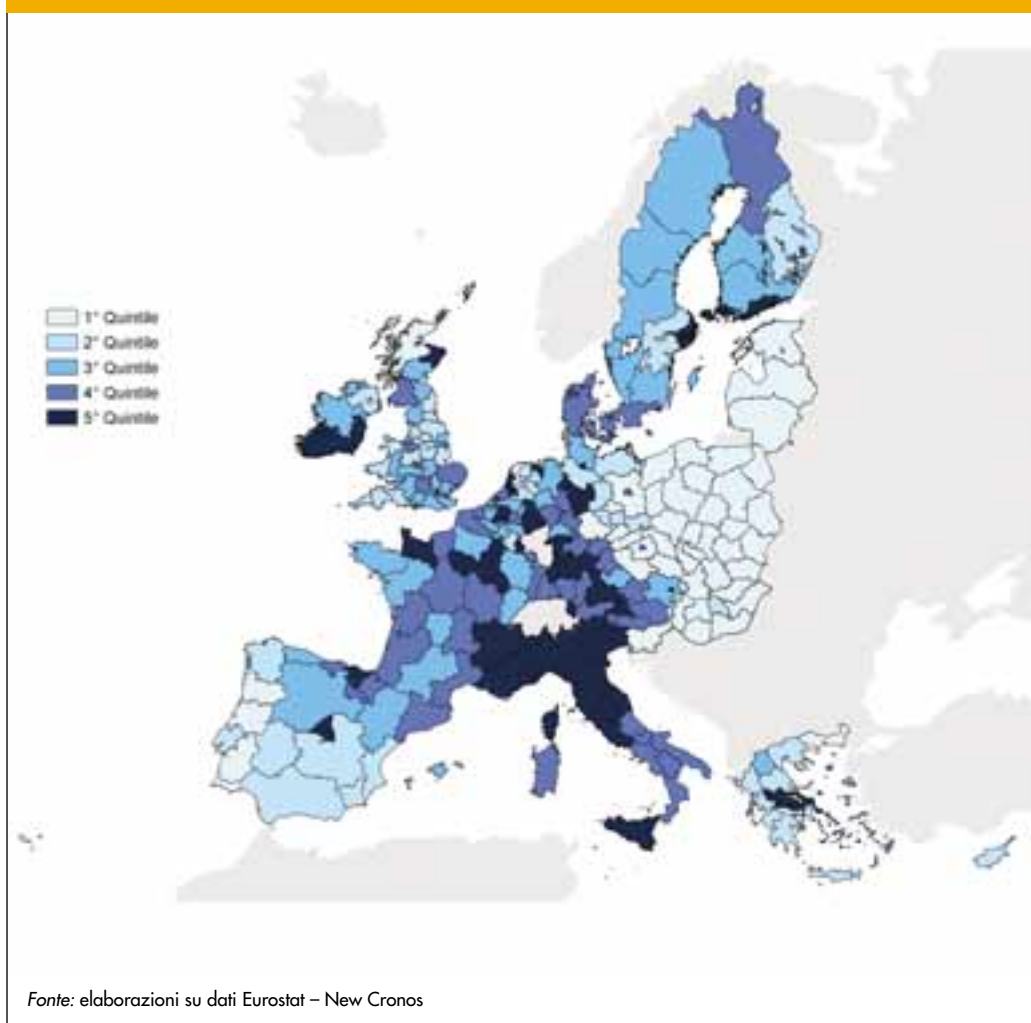 1° Quintile
2° Quintile
3° Quintile
4° Quintile
5° Quintile
Fonte: elaborazioni su dati Eurostat – New Cronos